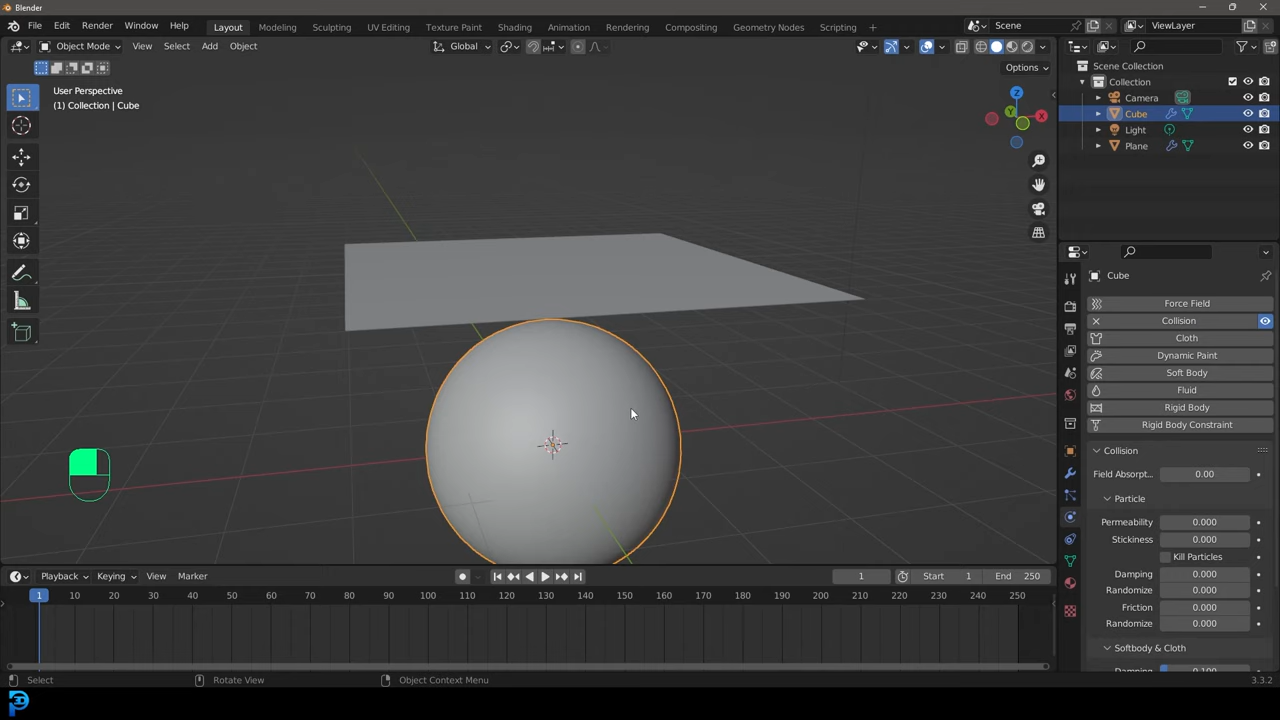 Blender
File Edit Render Window Help Layout Modeling Sculpting UV Editing Texture Paint Shading Animation Rendering Compositing Geometry Nodes Scripting + Scene ViewLayer
Object Mode View Select Add Object Global
Options
User Perspective
(1) Collection | Cube
Z
Y
X
Scene Collection
Collection
Camera
Cube
Light
Plane
Cube
Force Field
Collision
Cloth
Dynamic Paint
Soft Body
Fluid
Rigid Body
Rigid Body Constraint
Collision
Field Absorpt... 0.00
Particle
Permeability 0.000
Stickiness 0.000
Kill Particles
Damping 0.000
Randomize 0.000
Friction 0.000
Randomize 0.000
Softbody & Cloth
Damping 0.100
Playback Keying View Marker 1 Start 1 End 250
1 10 20 30 40 50 60 70 80 90 100 110 120 130 140 150 160 170 180 190 200 210 220 230 240 250
Select Rotate View Object Context Menu 3.3.2